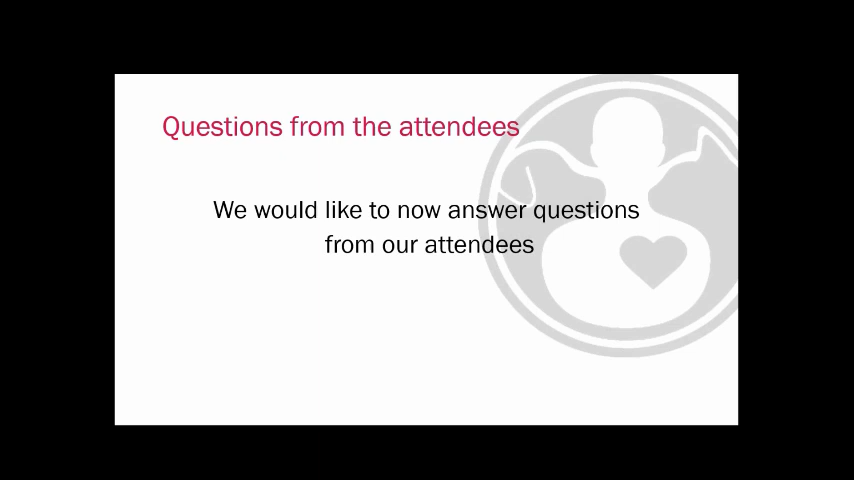 Questions from the attendees
We would like to now answer questions
from our attendees